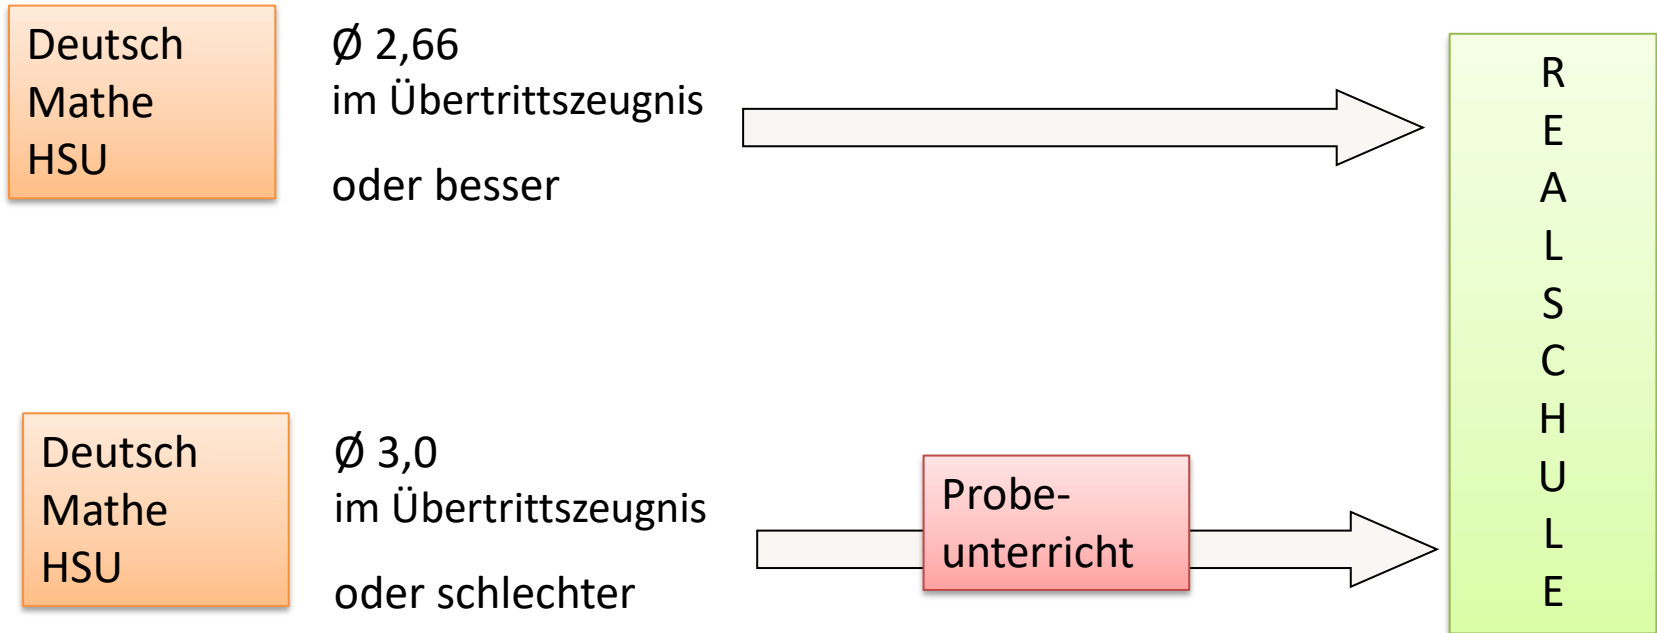 Deutsch
Mathe
HSU
Ø 2,66
im Übertrittszeugnis
oder besser
Deutsch
Mathe
HSU
Ø 3,0
im Übertrittszeugnis
oder schlechter
Probe-
unterricht
R
E
A
L
S
C
H
U
L
E